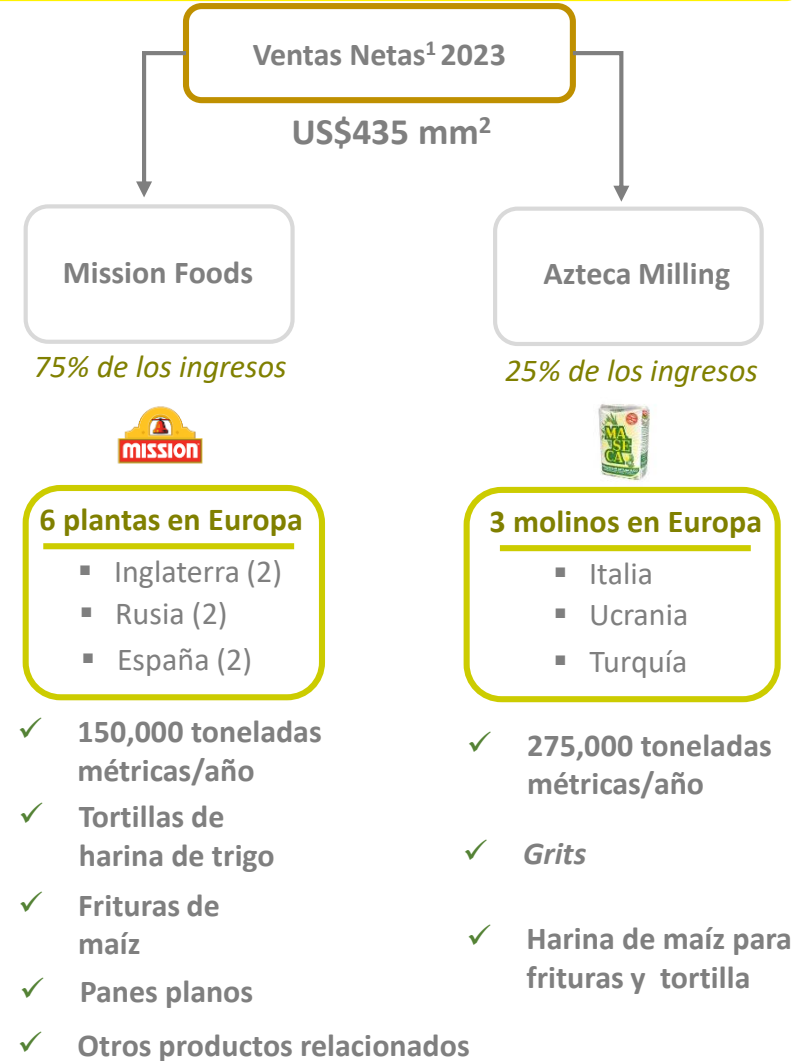 Ventas Netas¹ 2023
US$435 mm²
Mission Foods
75% de los ingresos
MISSION
6 plantas en Europa
▪ Inglaterra (2)
▪ Rusia (2)
▪ España (2)
✓ 150,000 toneladas
métricas/año
✓ Tortillas de
harina de trigo
✓ Frituras de
maíz
✓ Panes planos
✓ Otros productos relacionados
Azteca Milling
25% de los ingresos
MA
SE
CA
3 molinos en Europa
▪ Italia
▪ Ucrania
▪ Turquía
✓ 275,000 toneladas
métricas/año
✓ Grits
✓ Harina de maíz para
frituras y tortilla